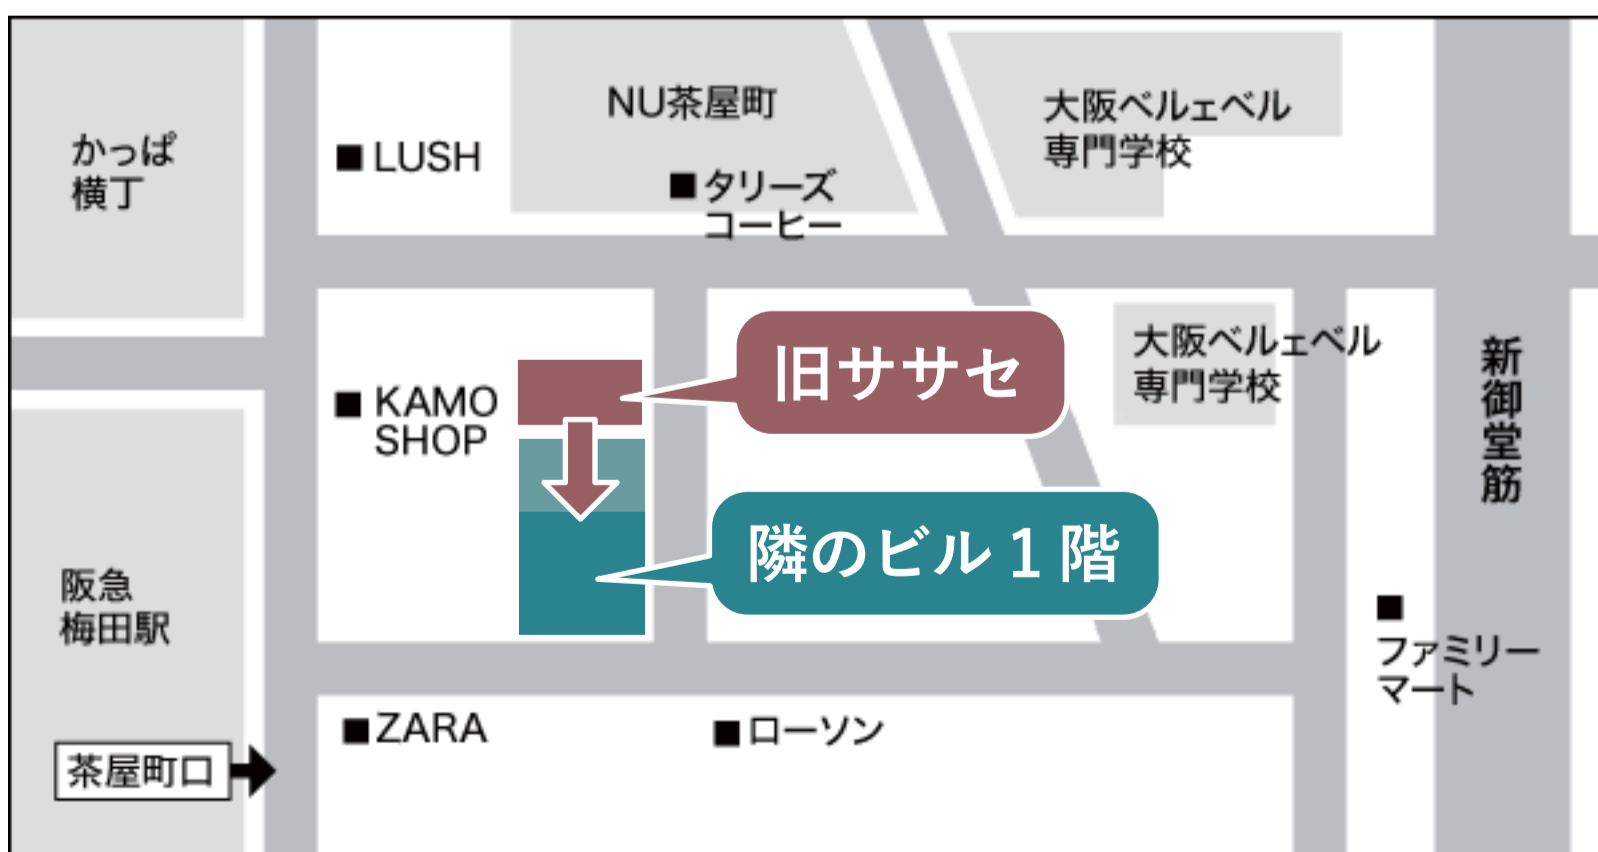 NU茶屋町
大阪ベルェベル
専門学校
かっぱ
横丁
■ LUSH
■ タリーズ
コーヒー
旧ササセ
大阪ベルェベル
専門学校
新御堂筋
■ KAMO
SHOP
隣のビル1階
阪急
梅田駅
■
ファミリー
マート
■ ZARA
■ ローソン
茶屋町口